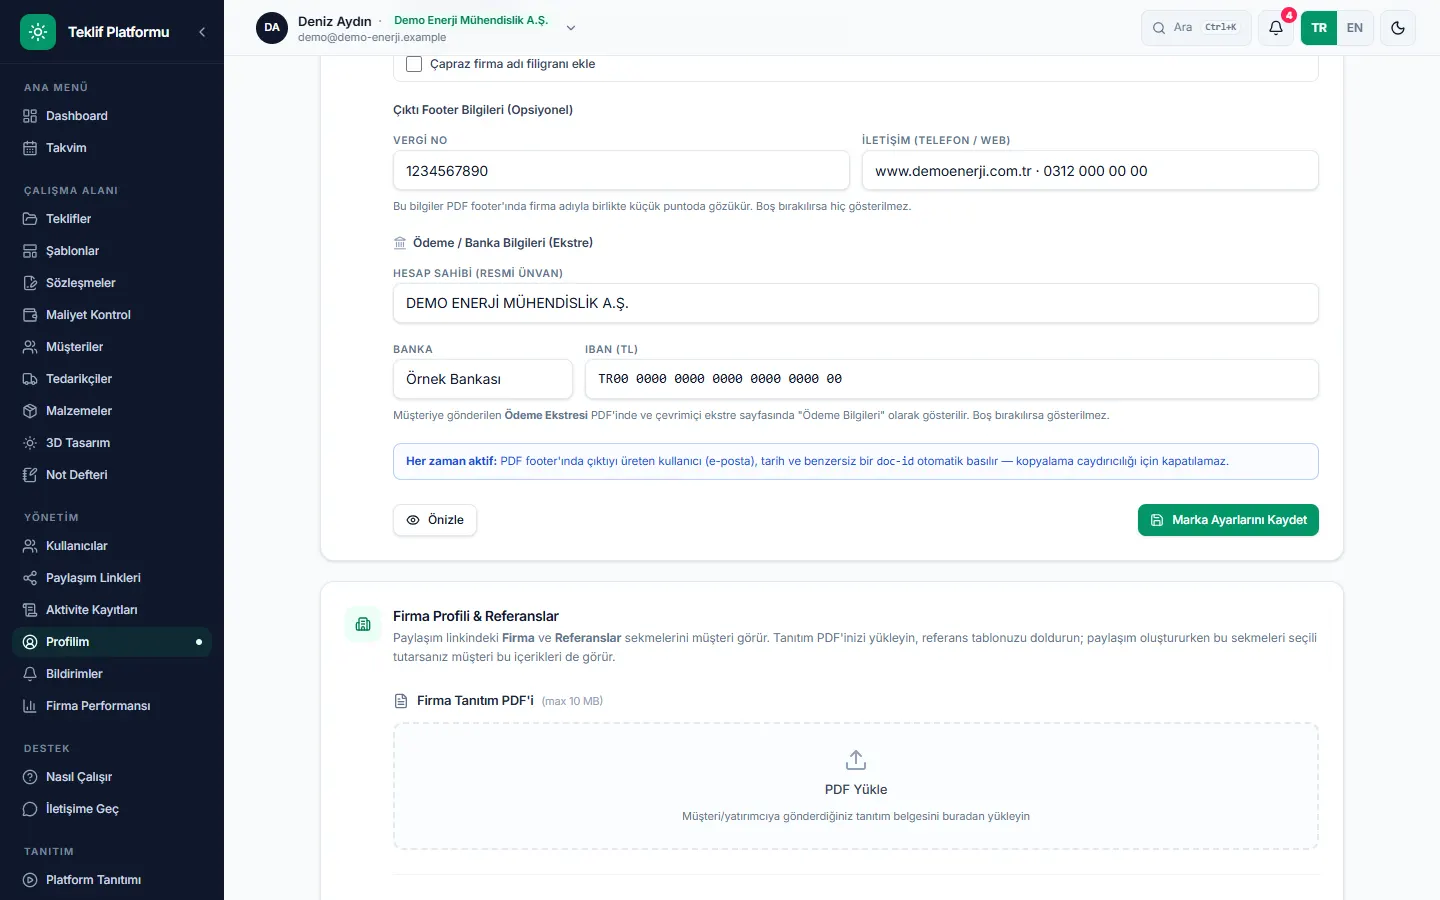 Teklif Platformu
ANA MENÜ
Dashboard
Takvim
ÇALIŞMA ALANI
Teklifler
Şablonlar
Sözleşmeler
Maliyet Kontrol
Müşteriler
Tedarikçiler
Malzemeler
3D Tasarım
Not Defteri
YÖNETİM
Kullanıcılar
Paylaşım Linkleri
Aktivite Kayıtları
Profilim
Bildirimler
Firma Performansı
DESTEK
Nasıl Çalışır
İletişime Geç
TANITIM
Platform Tanıtımı
DA
Deniz Aydın · Demo Enerji Mühendislik A.Ş.
demo@demo-enerji.example
Ara Ctrl+K
4
TR EN
Çapraz firma adı filigranı ekle
Çıktı Footer Bilgileri (Opsiyonel)
VERGİ NO
1234567890
İLETİŞİM (TELEFON / WEB)
www.demoenerji.com.tr · 0312 000 00 00
Bu bilgiler PDF footer'ında firma adıyla birlikte küçük puntoda gözükür. Boş bırakılırsa hiç gösterilmez.
Ödeme / Banka Bilgileri (Ekstre)
HESAP SAHİBİ (RESMİ ÜNVAN)
DEMO ENERJİ MÜHENDİSLİK A.Ş.
BANKA
Örnek Bankası
IBAN (TL)
TR00 0000 0000 0000 0000 0000 00
Müşteriye gönderilen Ödeme Ekstresi PDF'inde ve çevrimiçi ekstre sayfasında "Ödeme Bilgileri" olarak gösterilir. Boş bırakılırsa gösterilmez.
Her zaman aktif: PDF footer'ında çıktıyı üreten kullanıcı (e-posta), tarih ve benzersiz bir doc-id otomatik basılır — kopyalama caydırıcılığı için kapatılamaz.
Önizle
Marka Ayarlarını Kaydet
Firma Profili & Referanslar
Paylaşım linkindeki Firma ve Referanslar sekmelerini müşteri görür. Tanıtım PDF'inizi yükleyin, referans tablonuzu doldurun; paylaşım oluştururken bu sekmeleri seçili
tutarsanız müşteri bu içerikleri de görür.
Firma Tanıtım PDF'i (max 10 MB)
PDF Yükle
Müşteri/yatırımcıya gönderdiğiniz tanıtım belgesini buradan yükleyin